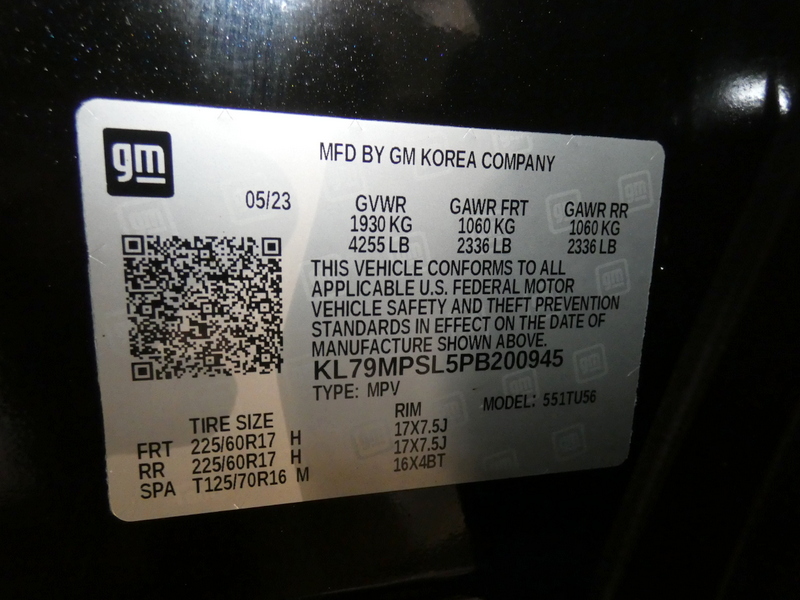 gm
MFD BY GM KOREA COMPANY
05/23
GVWR GAWR FRT GAWR RR
1930 KG 1060 KG 1060 KG
4255 LB 2336 LB 2336 LB
THIS VEHICLE CONFORMS TO ALL
APPLICABLE U.S. FEDERAL MOTOR
VEHICLE SAFETY AND THEFT PREVENTION
STANDARDS IN EFFECT ON THE DATE OF
MANUFACTURE SHOWN ABOVE.
KL79MPSL5PB200945
TYPE: MPV MODEL: 551TU56
TIRE SIZE RIM
FRT 225/60R17 H 17X7.5J
RR 225/60R17 H 17X7.5J
SPA T125/70R16 M 16X4BT